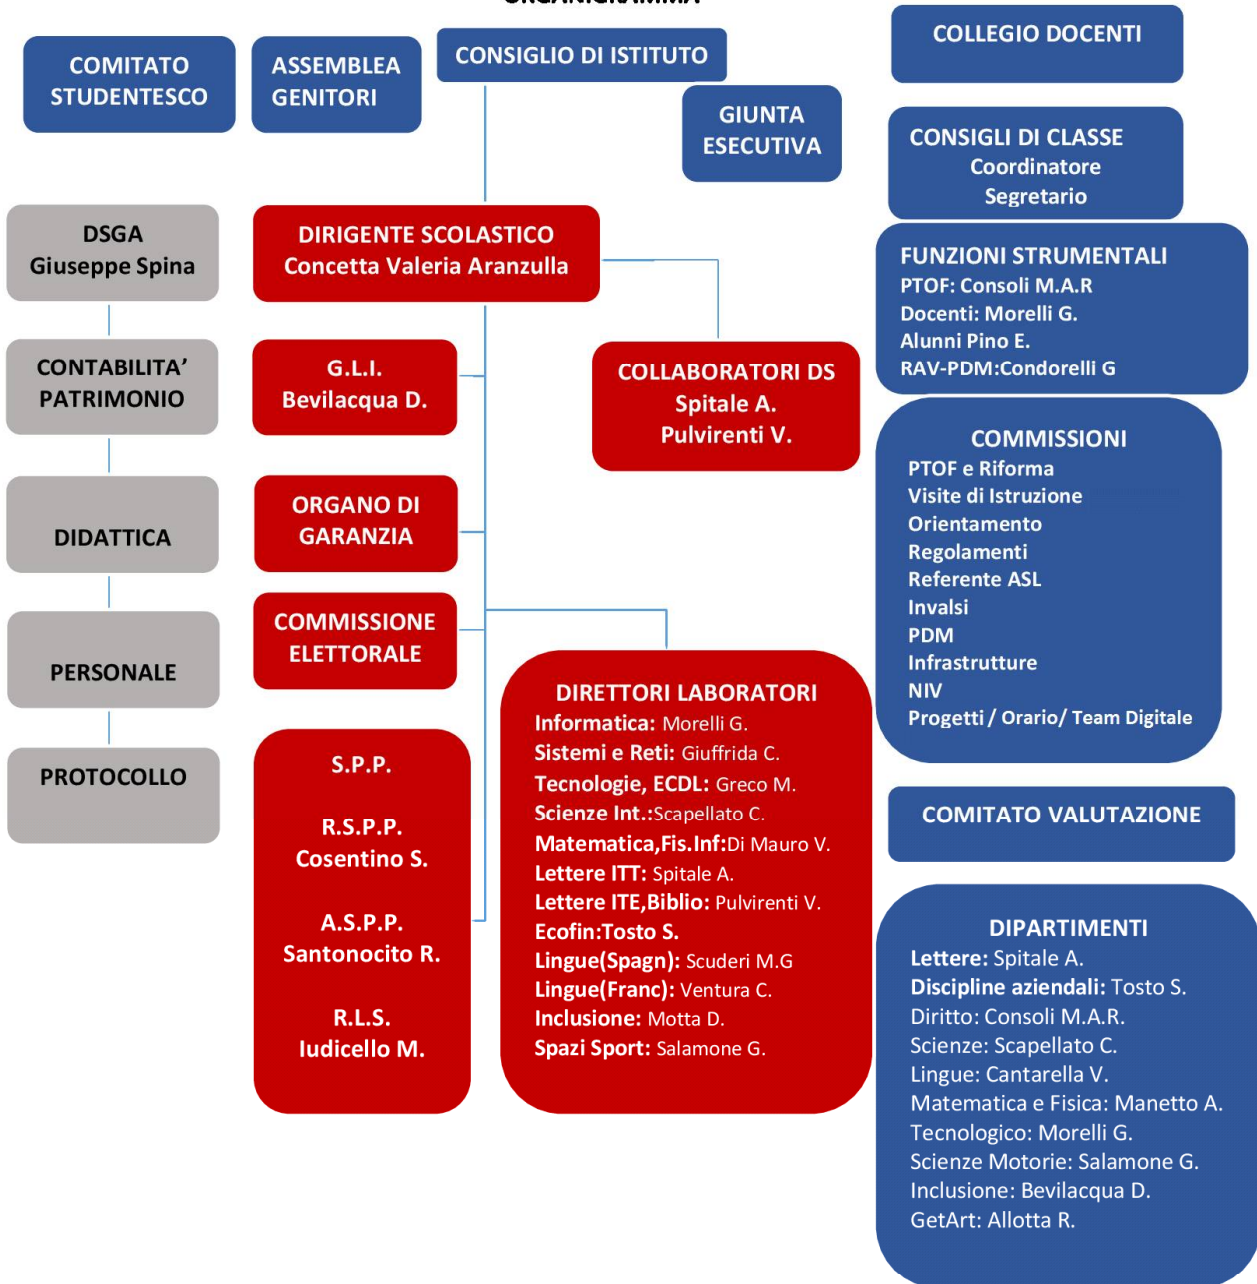 ORGANIGRAMMA
COMITATO
STUDENTESCO
ASSEMBLEA
GENITORI
CONSIGLIO DI ISTITUTO
GIUNTA
ESECUTIVA
COLLEGIO DOCENTI
CONSIGLI DI CLASSE
Coordinatore
Segretario
DSGA
Giuseppe Spina
CONTABILITA’
PATRIMONIO
DIDATTICA
PERSONALE
PROTOCOLLO
DIRIGENTE SCOLASTICO
Concetta Valeria Aranzulla
G.L.I.
Bevilacqua D.
ORGANO DI
GARANZIA
COMMISSIONE
ELETTORALE
S.P.P.
R.S.P.P.
Cosentino S.
A.S.P.P.
Santonocito R.
R.L.S.
Iudicello M.
COLLABORATORI DS
Spitale A.
Pulvirenti V.
DIRETTORI LABORATORI
Informatica: Morelli G.
Sistemi e Reti: Giuffrida C.
Tecnologie, ECDL: Greco M.
Scienze Int.:Scapellato C.
Matematica,Fis.Inf:Di Mauro V.
Lettere ITT: Spitale A.
Lettere ITE,Biblio: Pulvirenti V.
Ecofin:Tosto S.
Lingue(Spagn): Scuderi M.G
Lingue(Franc): Ventura C.
Inclusione: Motta D.
Spazi Sport: Salamone G.
FUNZIONI STRUMENTALI
PTOF: Consoli M.A.R
Docenti: Morelli G.
Alunni Pino E.
RAV-PDM:Condorelli G
COMMISSIONI
PTOF e Riforma
Visite di Istruzione
Orientamento
Regolamenti
Referente ASL
Invalsi
PDM
Infrastrutture
NIV
Progetti / Orario/ Team Digitale
COMITATO VALUTAZIONE
DIPARTIMENTI
Lettere: Spitale A.
Discipline aziendali: Tosto S.
Diritto: Consoli M.A.R.
Scienze: Scapellato C.
Lingue: Cantarella V.
Matematica e Fisica: Manetto A.
Tecnologico: Morelli G.
Scienze Motorie: Salamone G.
Inclusione: Bevilacqua D.
GetArt: Allotta R.